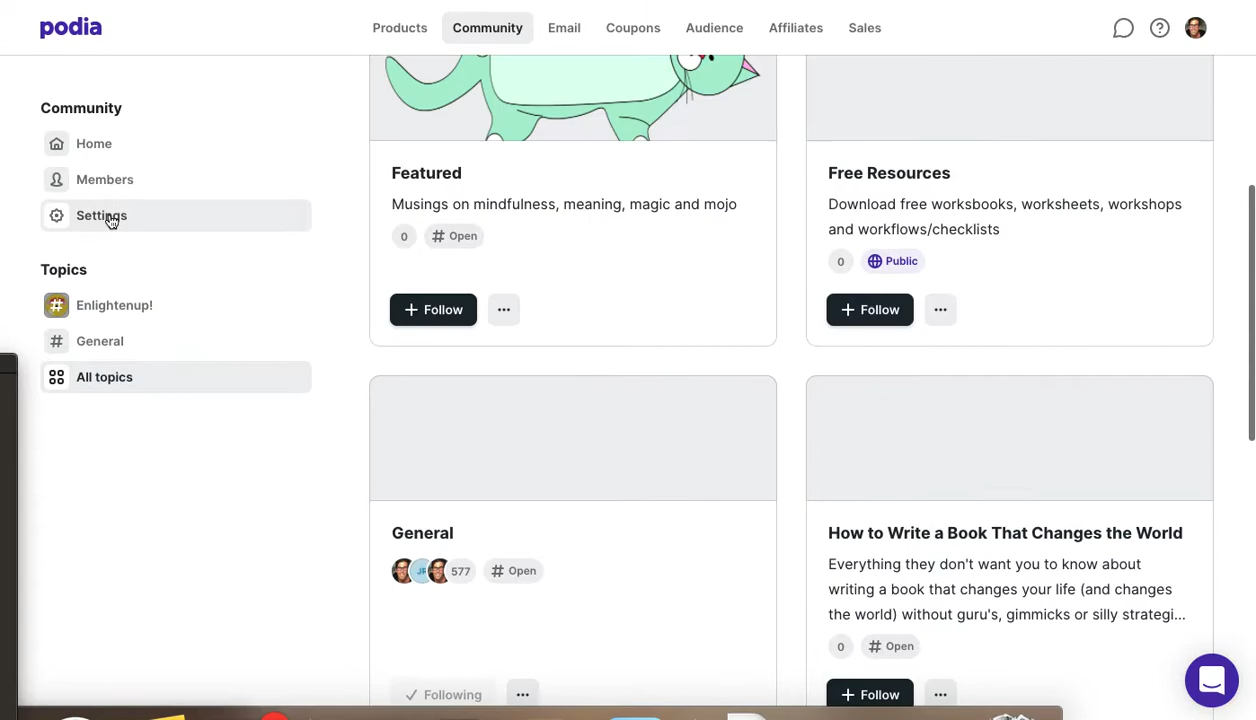 podia
Products Community Email Coupons Audience Affiliates Sales
Community
Home
Members
Settings
Topics
Enlightenup!
General
All topics
Featured
Musings on mindfulness, meaning, magic and mojo
0 # Open
+ Follow ...
Free Resources
Download free worksbooks, worksheets, workshops
and workflows/checklists
0 Public
+ Follow ...
General
JF 577 # Open
✓ Following ...
How to Write a Book That Changes the World
Everything they don't want you to know about
writing a book that changes your life (and changes
the world) without guru's, gimmicks or silly strategi...
0 # Open
+ Follow ...